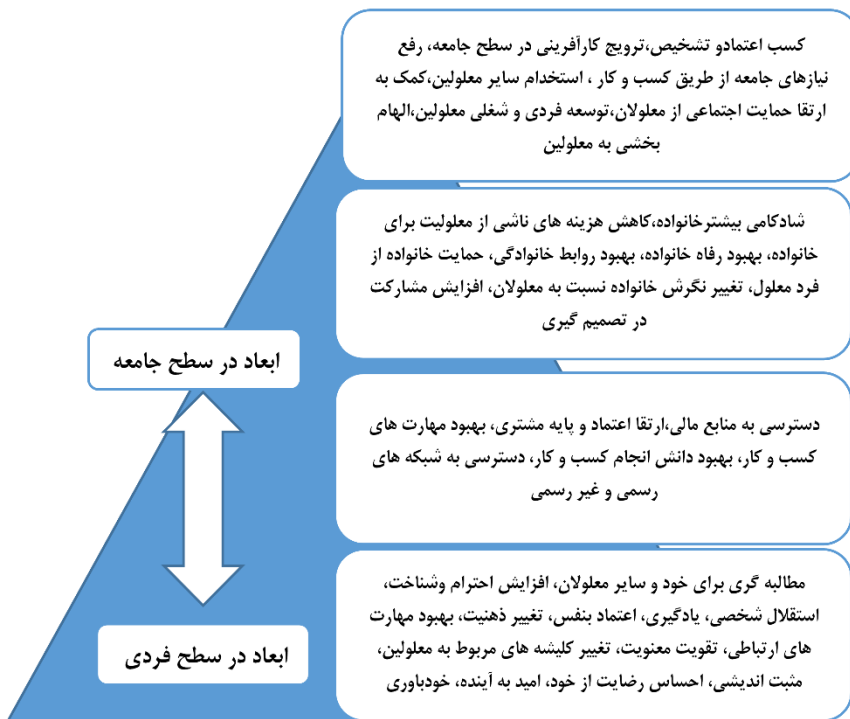 کسب اعتمادو تشخیص،ترویج کارآفرینی در سطح جامعه، رفع
نیازهای جامعه از طریق کسب و کار ، استخدام سایر معلولین،کمک به
ارتقا حمایت اجتماعی از معلولان،توسعه فردی و شغلی معلولین،الهام
بخشی به معلولین
شادکامی بیشترخانواده،کاهش هزینه های ناشی از معلولیت برای
خانواده، بهبود رفاه خانواده، بهبود روابط خانوادگی، حمایت خانواده از
فرد معلول، تغییر نگرش خانواده نسبت به معلولان، افزایش مشارکت
در تصمیم گیری
ابعاد در سطح جامعه
دسترسی به منابع مالی،ارتقا اعتماد و پایه مشتری، بهبود مهارت های
کسب و کار، بهبود دانش انجام کسب و کار، دسترسی به شبکه های
رسمی و غیر رسمی
مطالبه گری برای خود و سایر معلولان، افزایش احترام وشناخت،
استقلال شخصی، یادگیری، اعتماد بنفس، تغییر ذهنیت، بهبود مهارت
های ارتباطی، تقویت معنویت، تغییر کلیشه های مربوط به معلولین،
مثبت اندیشی، احساس رضایت از خود، امید به آینده، خودباوری
ابعاد در سطح فردی